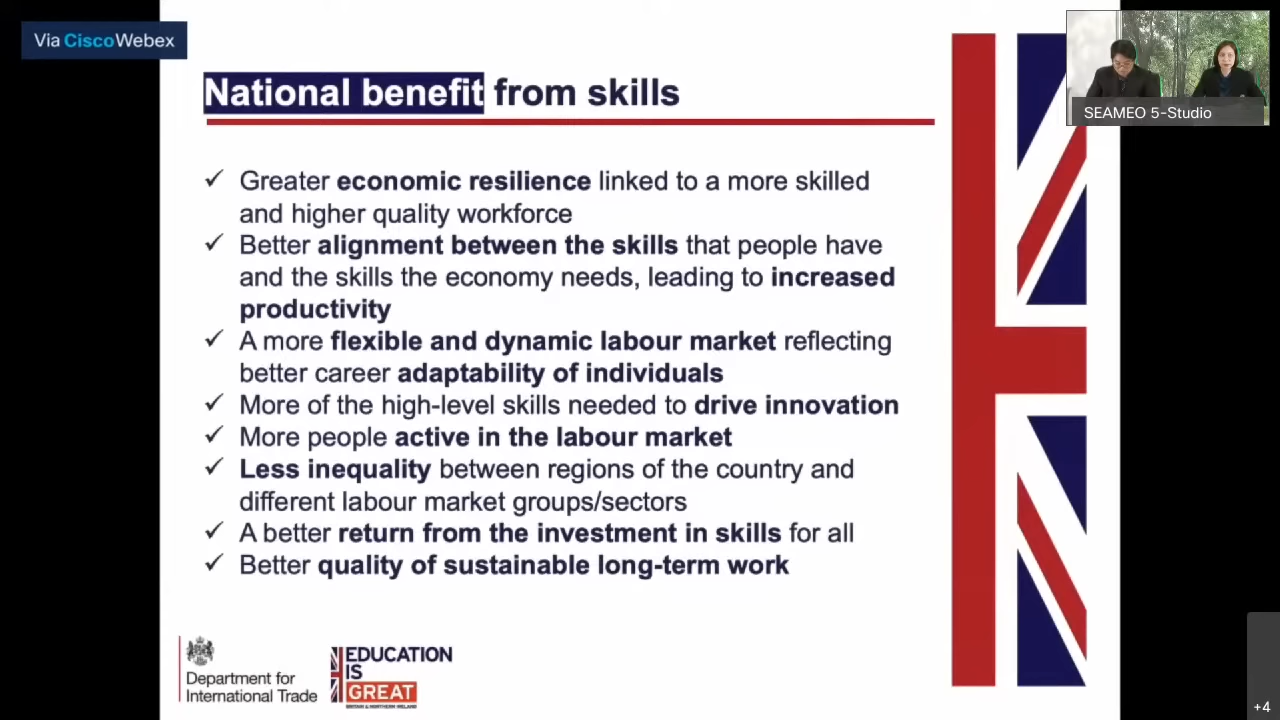 Via CiscoWebex
National benefit from skills
SEAMEO 5-Studio
✓ Greater economic resilience linked to a more skilled
and higher quality workforce
✓ Better alignment between the skills that people have
and the skills the economy needs, leading to increased
productivity
✓ A more flexible and dynamic labour market reflecting
better career adaptability of individuals
✓ More of the high-level skills needed to drive innovation
✓ More people active in the labour market
✓ Less inequality between regions of the country and
different labour market groups/sectors
✓ A better return from the investment in skills for all
✓ Better quality of sustainable long-term work
Department for
International Trade
EDUCATION
IS
GREAT
BRITAIN & NORTHERN IRELAND
+4